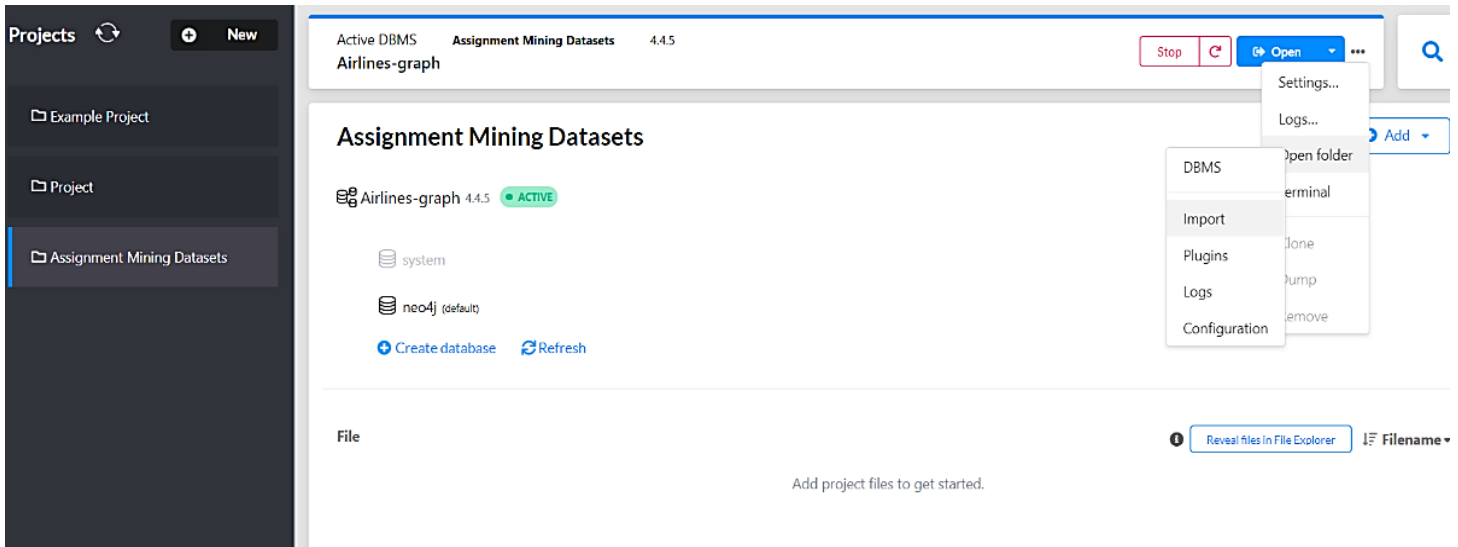 Projects New
Example Project
Project
Assignment Mining Datasets
Active DBMS Assignment Mining Datasets 4.4.5
Airlines-graph
Stop Open
Settings...
Logs...
Open folder
erminal
lone
ump
emove
DBMS
Import
Plugins
Logs
Configuration
Add
Assignment Mining Datasets
Airlines-graph 4.4.5 ACTIVE
system
neo4j (default)
Create database Refresh
File Reveal files in File Explorer Filename
Add project files to get started.